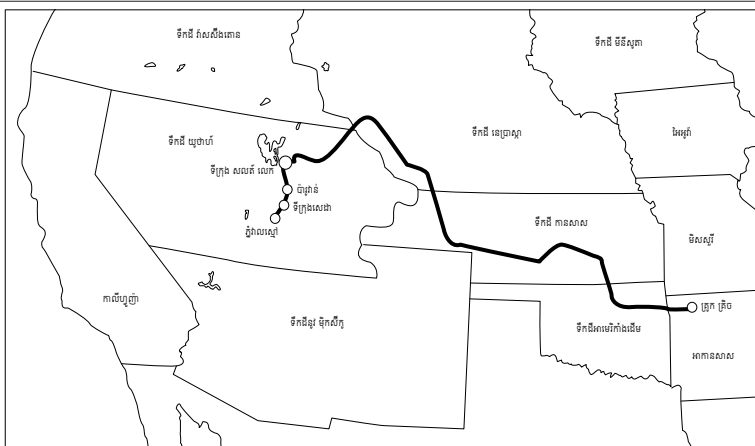 ទឹកដី វ៉ាសស៊ីងតោន
ទឹកដី មីនីសូតា
ទឹកដី យូថាហ៍
ទឹកដី នេប្រាស្កា
អៃអូវ៉ា
ទីក្រុង សលត៍ លេក
ប៉ារូវ៉ាន់
ទីក្រុងសេដា
ភ្នំវាលស្មៅ
ទឹកដី កានសាស
មិសសូរី
កាលីហ្វញ៉ា
ទឹកដីនូវ ម៉ិកស៊ីកូ
គ្រុក គ្រិច
ទឹកដីអាមេរិកាំងដើម
អាកានសាស